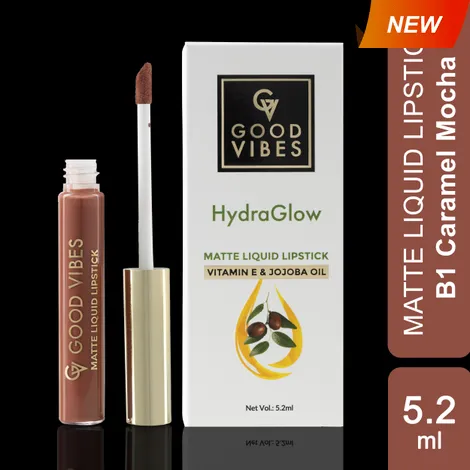 NEW
GV
GOOD
VIBES
HydraGlow
MATTE LIQUID LIPSTICK
VITAMIN E & JOJOBA OIL
Net Vol.: 5.2ml
GV GOOD VIBES
MATTE LIQUID LIPSTICK
MATTE LIQUID LIPSTIC
B1 Caramel Mocha
5.2
ml